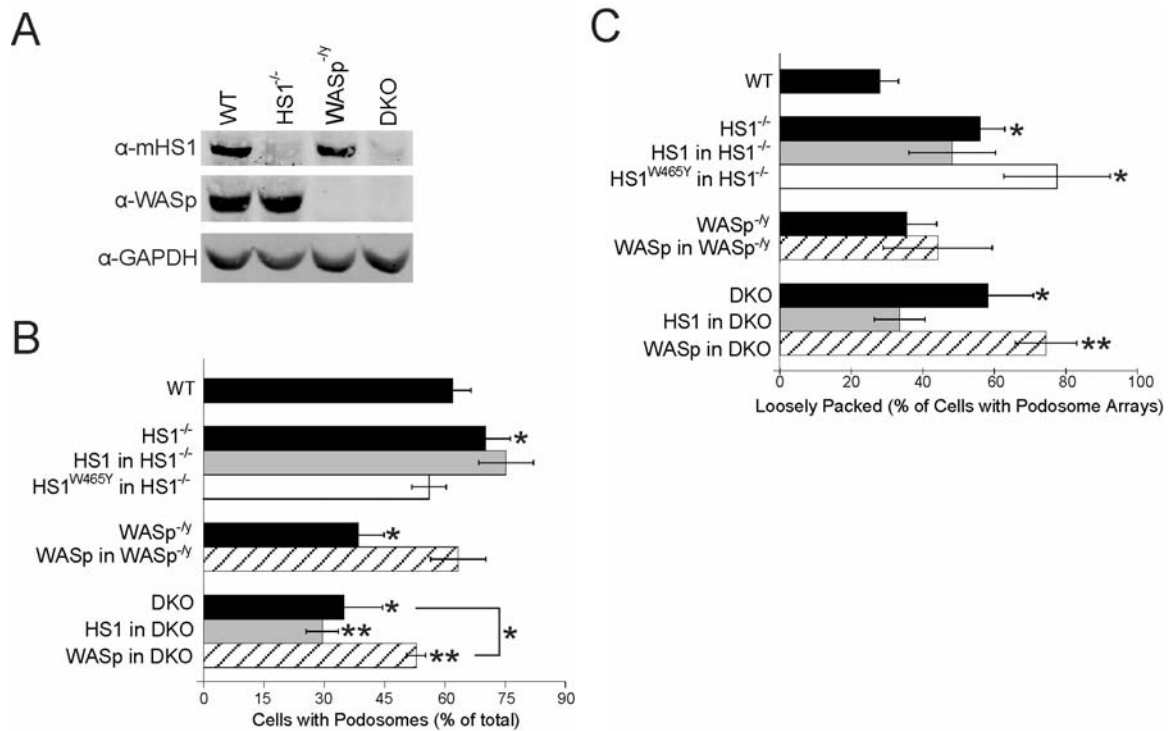 A
WT HS1-/- WASp-/y DKO
α-mHS1
α-WASp
α-GAPDH
B
WT
HS1-/-
*
HS1 in HS1-/-
HS1W465Y in HS1-/-
WASp-/y
*
WASp in WASp-/y
DKO
*
HS1 in DKO
**
*
WASp in DKO
**
0 15 30 45 60 75 90
Cells with Podosomes (% of total)
C
WT
HS1-/-
*
HS1 in HS1-/-
HS1W465Y in HS1-/-
*
WASp-/y
WASp in WASp-/y
DKO
*
HS1 in DKO
WASp in DKO
**
0 20 40 60 80 100
Loosely Packed (% of Cells with Podosome Arrays)